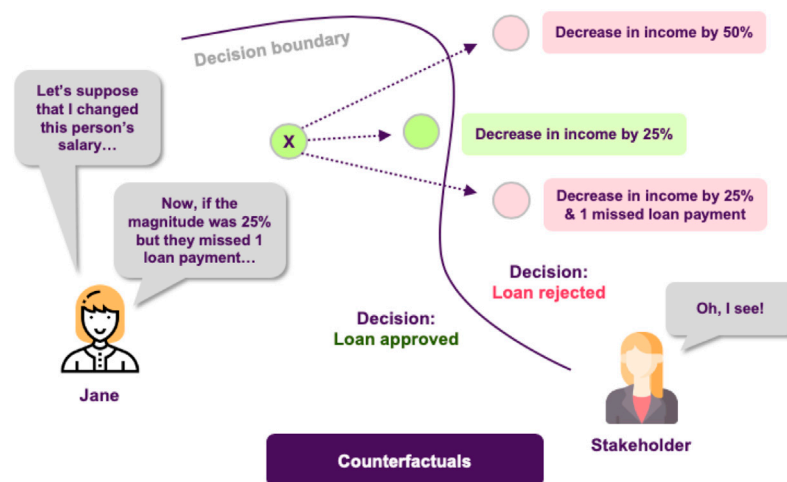 Decision boundary
Decrease in income by 50%
Let's suppose
that I changed
this person's
salary...
X
Decrease in income by 25%
Now, if the
magnitude was 25%
but they missed 1
loan payment...
Decrease in income by 25%
& 1 missed loan payment
Decision:
Loan rejected
Decision:
Loan approved
Oh, I see!
Jane
Stakeholder
Counterfactuals